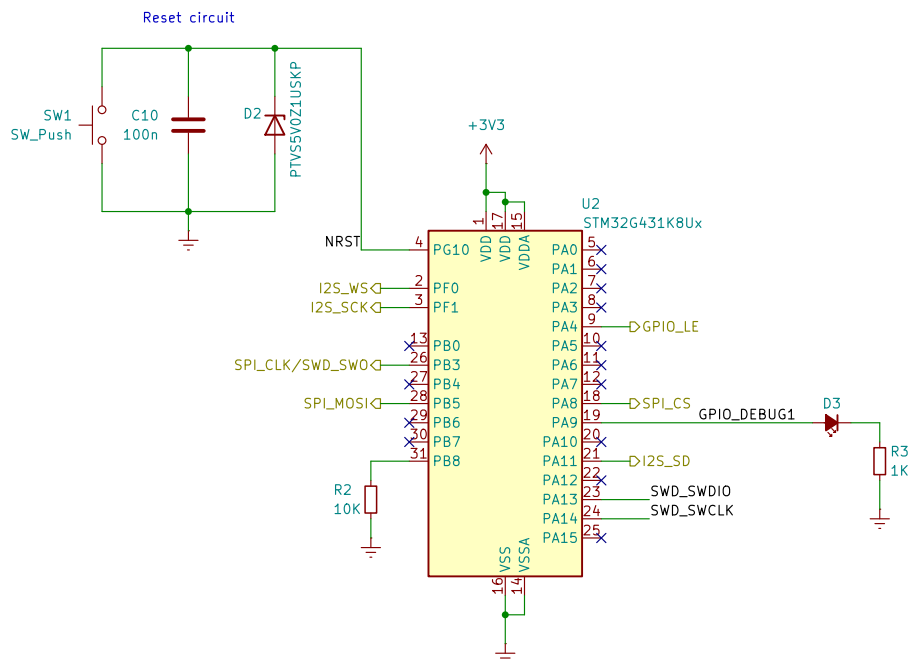 Reset circuit
SW1
SW_Push
C10
100n
D2
PTVS5V0Z1USKP
+3V3
U2
STM32G431K8Ux
1
17
15
VDD
VDD
VDDA
NRST
4
PG10
PA0
5
PA1
6
I2S_WS
2
PF0
PA2
7
I2S_SCK
3
PF1
PA3
8
PA4
9
GPIO_LE
13
PB0
PA5
10
SPI_CLK/SWD_SWO
26
PB3
PA6
11
27
PB4
PA7
12
SPI_MOSI
28
PB5
PA8
18
SPI_CS
29
PB6
PA9
19
GPIO_DEBUG1
D3
30
PB7
PA10
20
31
PB8
PA11
21
I2S_SD
R3
1K
PA12
22
R2
10K
PA13
23
SWD_SWDIO
PA14
24
SWD_SWCLK
PA15
25
VSS
VSSA
16
14